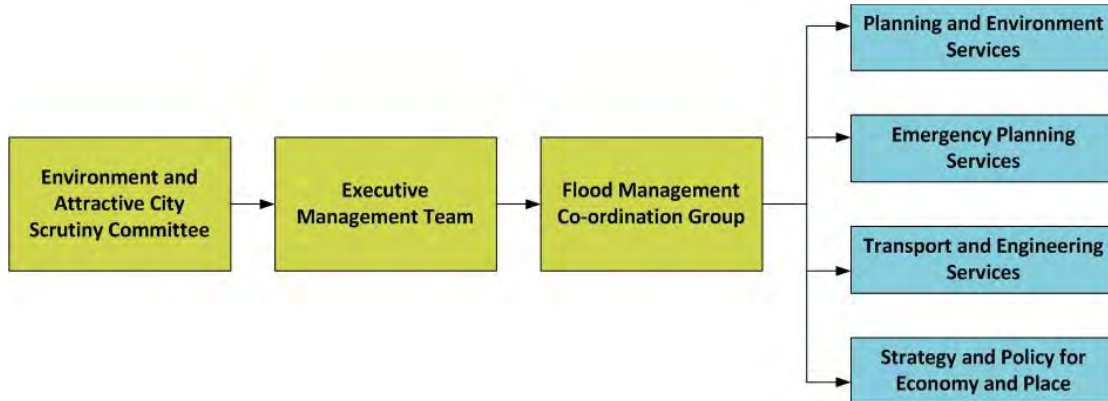 Planning and Environment
Services
Emergency Planning
Services
Environment and
Attractive City
Scrutiny Committee
Executive
Management Team
Flood Management
Co-ordination Group
Transport and Engineering
Services
Strategy and Policy for
Economy and Place